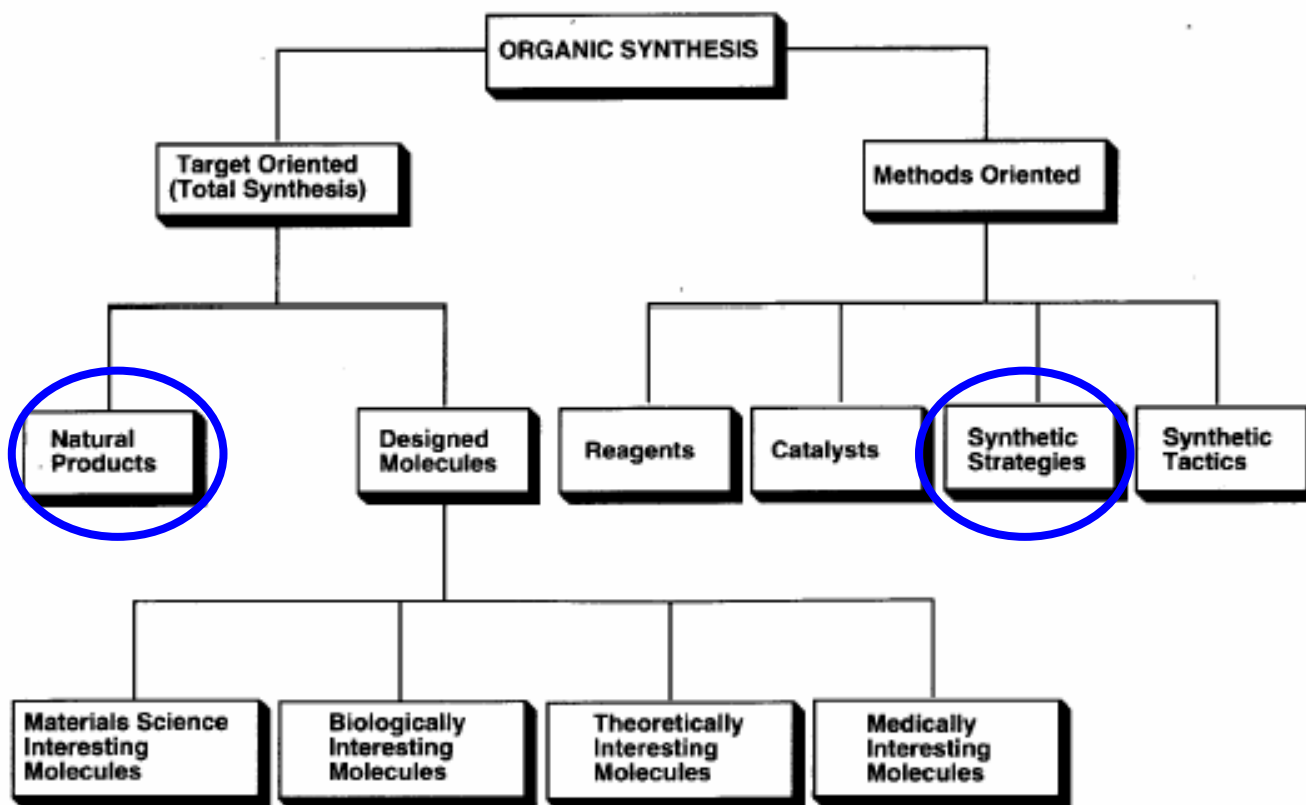 ORGANIC SYNTHESIS
Target Oriented
(Total Synthesis)
Methods Oriented
Natural
Products
Designed
Molecules
Reagents
Catalysts
Synthetic
Strategies
Synthetic
Tactics
Materials Science
Interesting
Molecules
Biologically
Interesting
Molecules
Theoretically
Interesting
Molecules
Medically
Interesting
Molecules